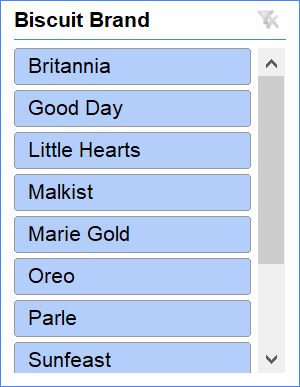 Biscuit Brand
Britannia
Good Day
Little Hearts
Malkist
Marie Gold
Oreo
Parle
Sunfeast